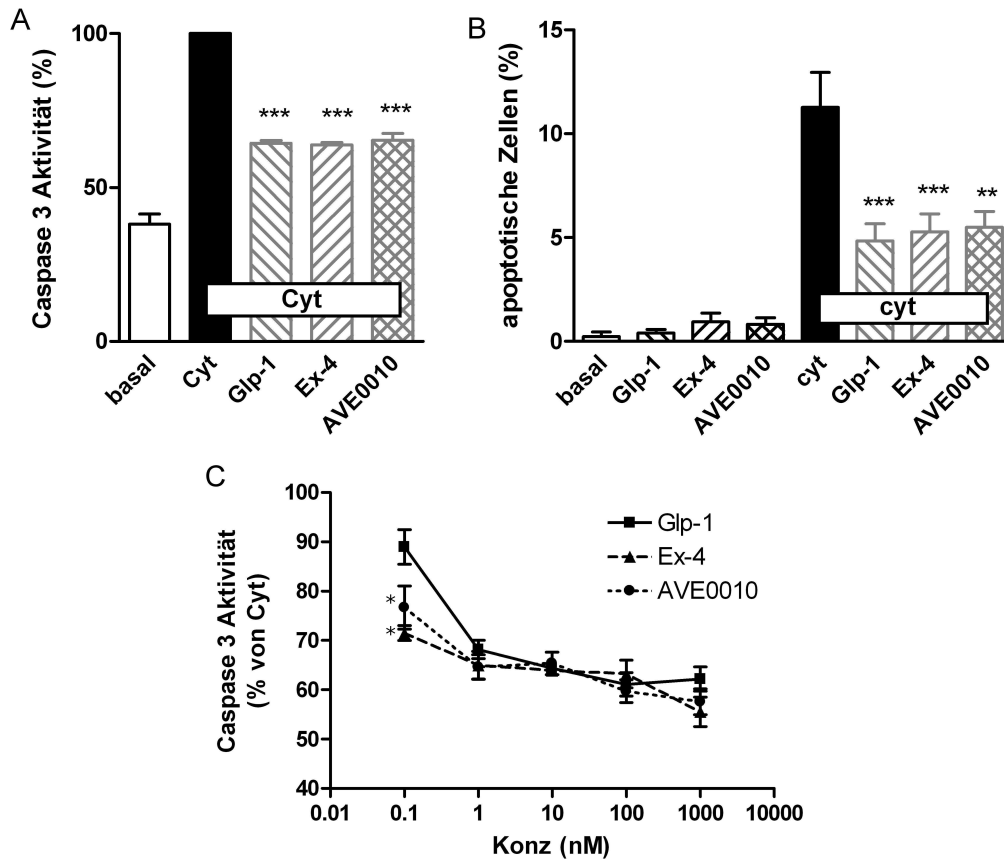 A
Caspase 3 Aktivität (%)
100
50
0
***
***
***
Cyt
basal
Cyt
Glp-1
Ex-4
AVE0010
B
apoptotische Zellen (%)
15
10
5
0
***
***
**
cyt
basal
Glp-1
Ex-4
AVE0010
cyt
Glp-1
Ex-4
AVE0010
C
Caspase 3 Aktivität
(% von Cyt)
100
90
80
70
60
50
40
*
*
Glp-1
Ex-4
AVE0010
0.01
0.1
1
10
100
1000
10000
Konz (nM)